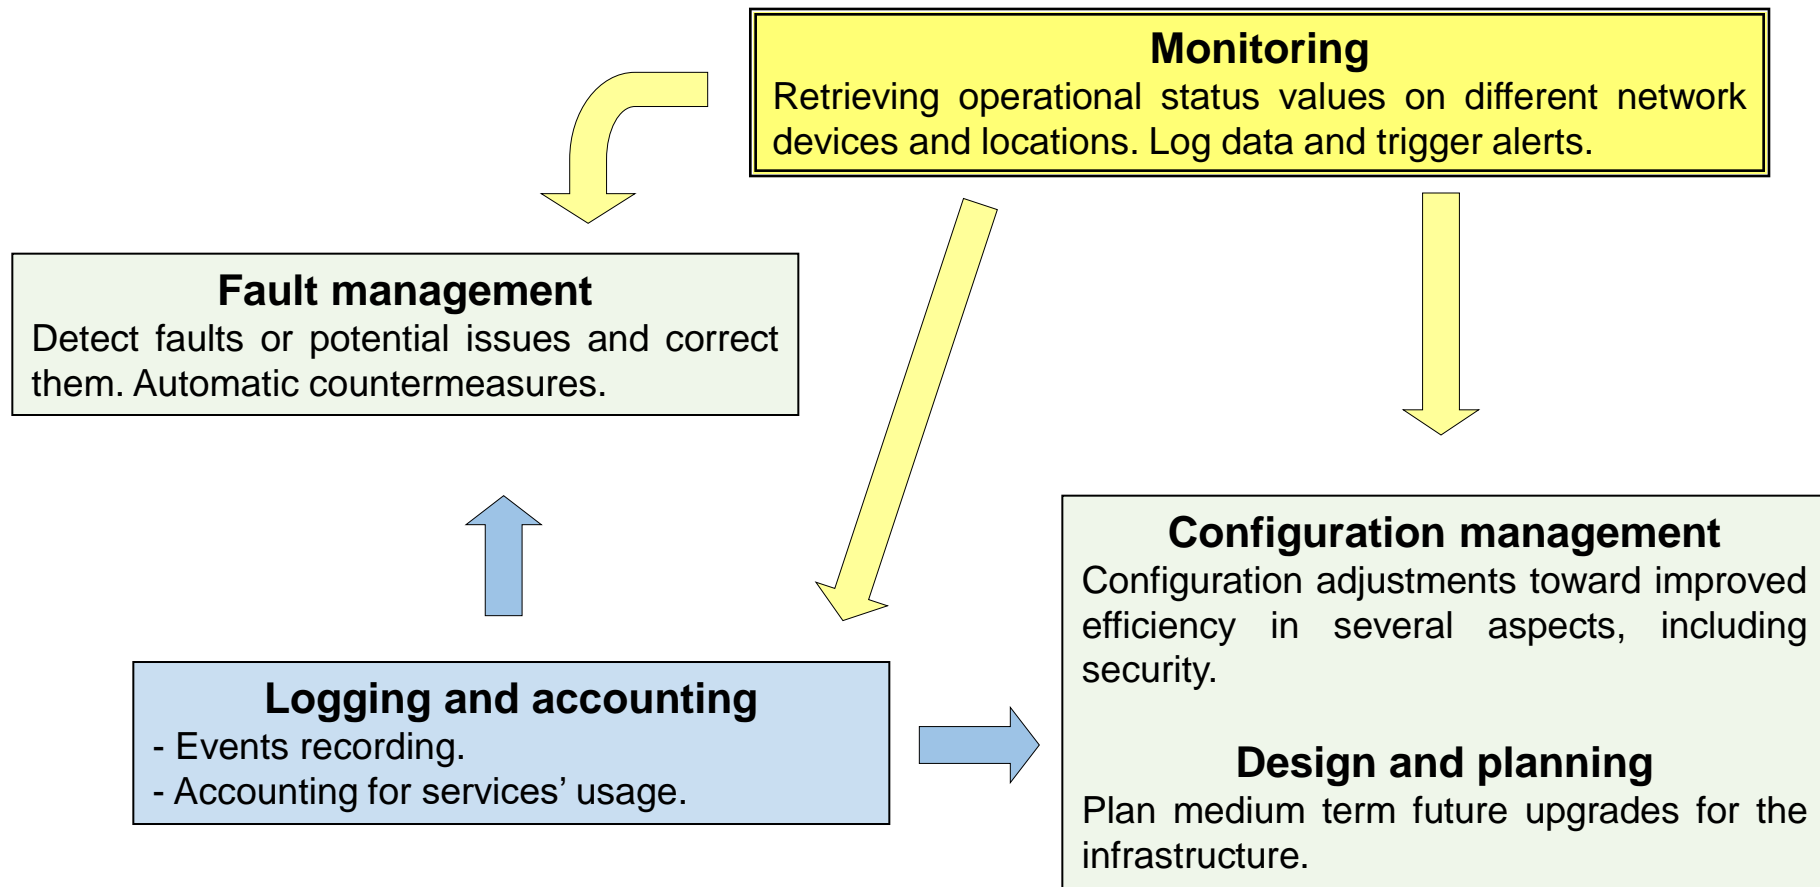 Monitoring
Retrieving operational status values on different network
devices and locations. Log data and trigger alerts.
Fault management
Detect faults or potential issues and correct
them. Automatic countermeasures.
Configuration management
Configuration adjustments toward improved
efficiency in several aspects, including
security.
Design and planning
Plan medium term future upgrades for the
infrastructure.
Logging and accounting
- Events recording.
- Accounting for services’ usage.